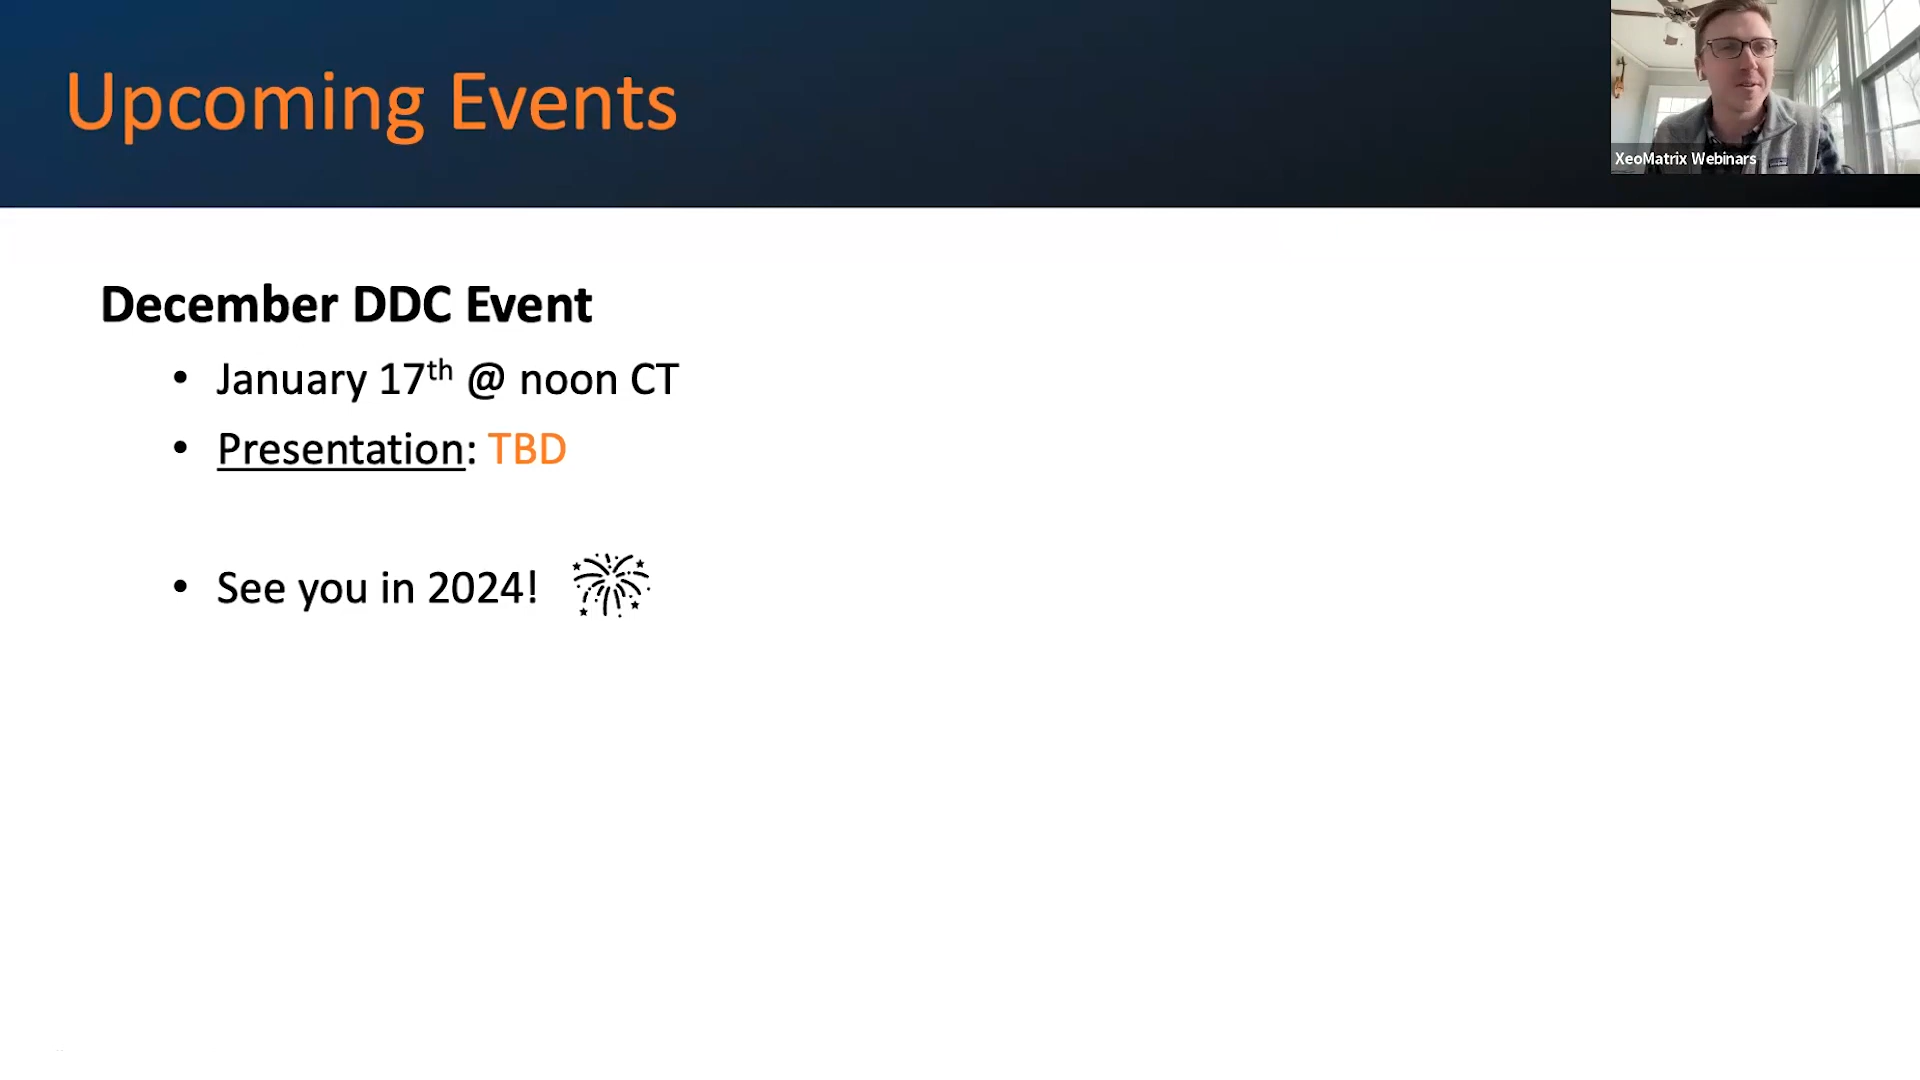 Upcoming Events
XeoMatrix Webinars
December DDC Event
• January 17th @ noon CT
• Presentation: TBD
• See you in 2024!